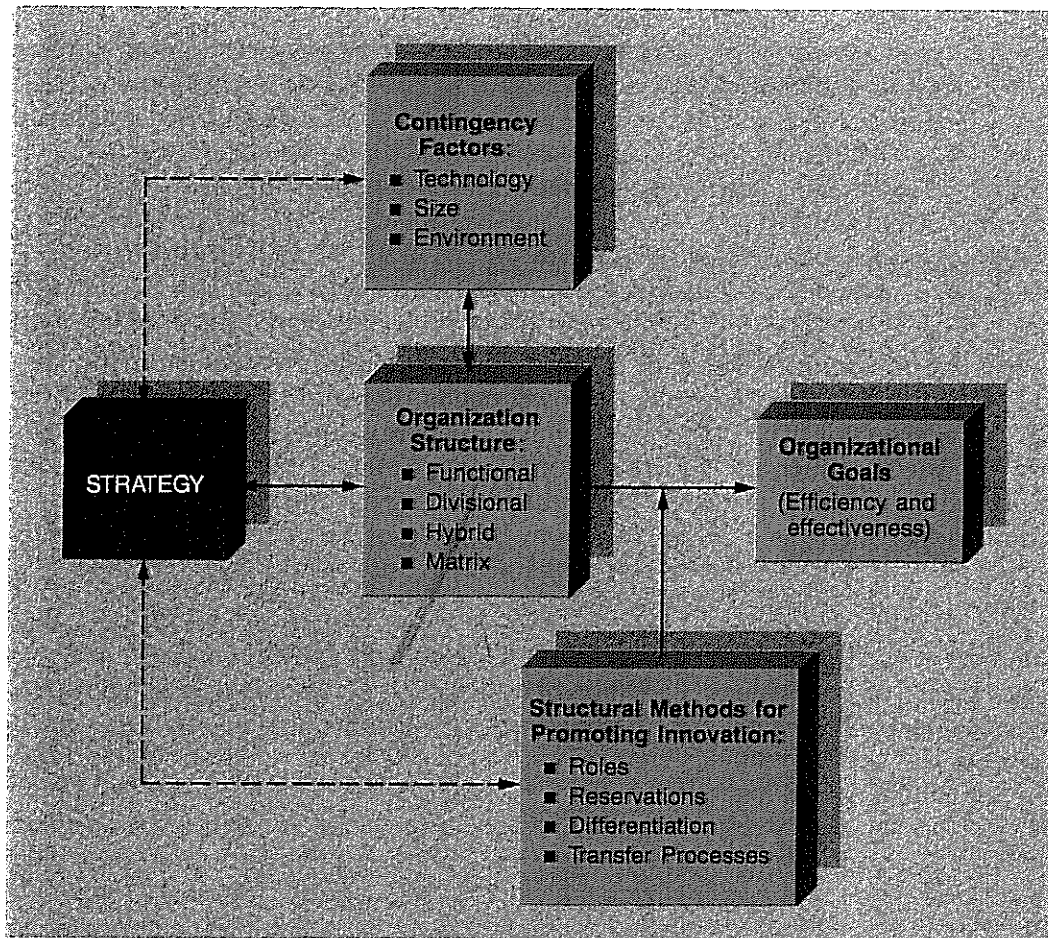 Contingency
Factors:
■ Technology
■ Size
■ Environment
STRATEGY
Organization
Structure:
■ Functional
■ Divisional
■ Hybrid
■ Matrix
Organizational
Goals
(Efficiency and
effectiveness)
Structural Methods for
Promoting Innovation:
■ Roles
■ Reservations
■ Differentiation
■ Transfer Processes